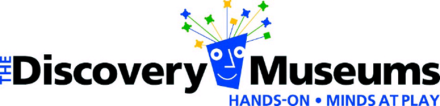 THE Discovery Museums
HANDS-ON • MINDS AT PLAY